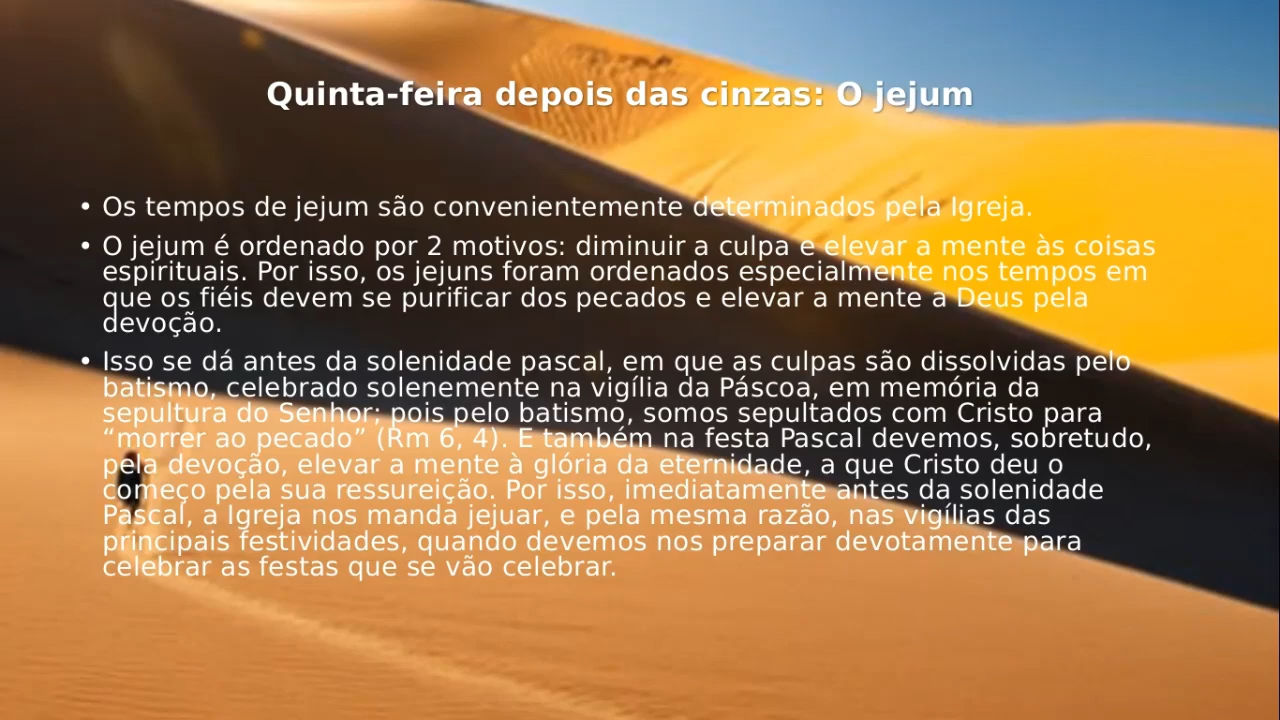 Quinta-feira depois das cinzas: O jejum
• Os tempos de jejum são convenientemente determinados pela Igreja.
• O jejum é ordenado por 2 motivos: diminuir a culpa e elevar a mente às coisas
espirituais. Por isso, os jejuns foram ordenados especialmente nos tempos em
que os fiéis devem se purificar dos pecados e elevar a mente a Deus pela
devoção.
• Isso se dá antes da solenidade pascal, em que as culpas são dissolvidas pelo
batismo, celebrado solenemente na vigília da Páscoa, em memória da
sepultura do Senhor; pois pelo batismo, somos sepultados com Cristo para
“morrer ao pecado” (Rm 6, 4). E também na festa Pascal devemos, sobretudo,
pela devoção, elevar a mente à glória da eternidade, a que Cristo deu o
começo pela sua ressureição. Por isso, imediatamente antes da solenidade
Pascal, a Igreja nos manda jejuar, e pela mesma razão, nas vigílias das
principais festividades, quando devemos nos preparar devotamente para
celebrar as festas que se vão celebrar.